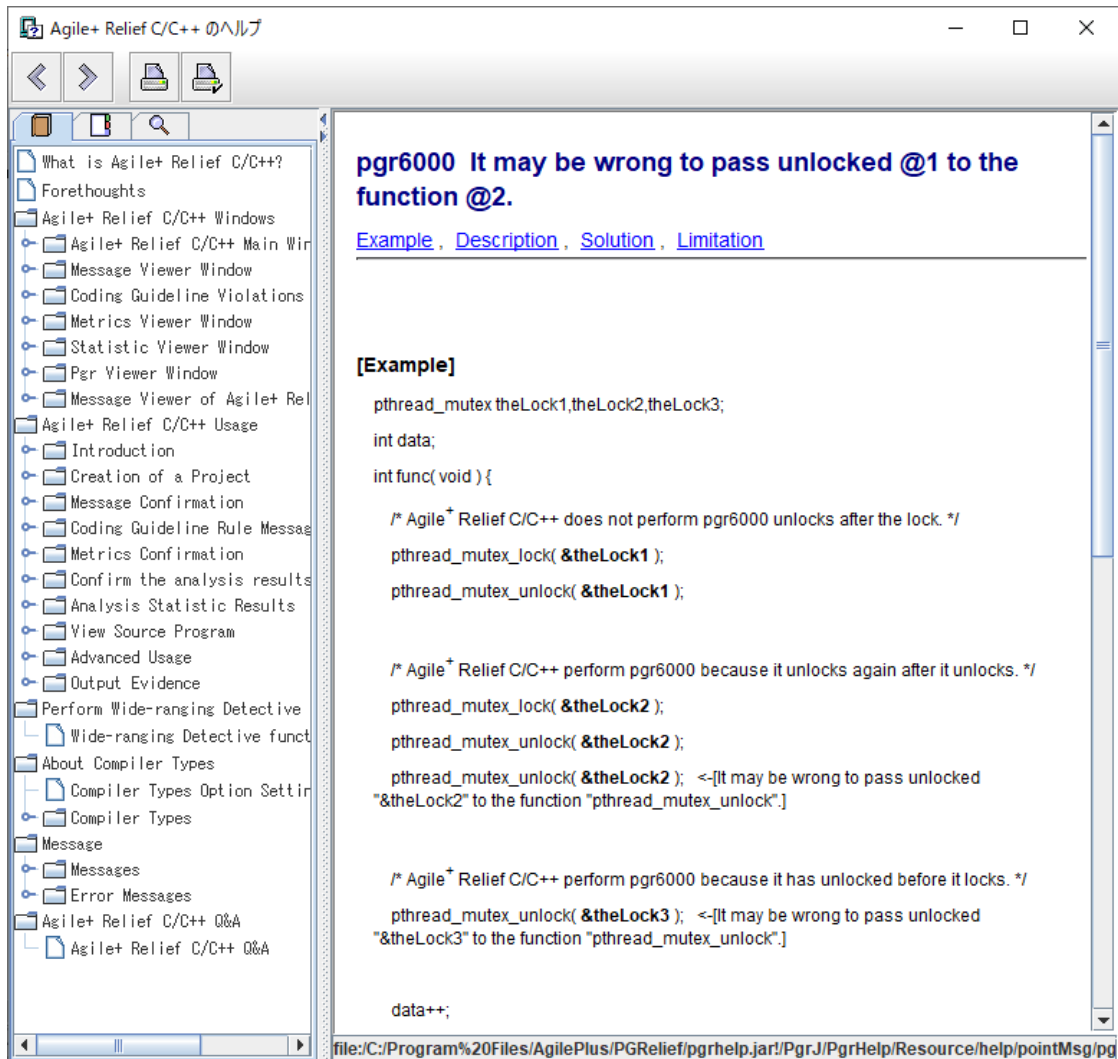 Agile+ Relief C/C++ のヘルプ
What is Agile+ Relief C/C++?
Forethoughts
Agile+ Relief C/C++ Windows
Agile+ Relief C/C++ Main Wir
Message Viewer Window
Coding Guideline Violations
Metrics Viewer Window
Statistic Viewer Window
Pgr Viewer Window
Message Viewer of Agile+ Rel
Agile+ Relief C/C++ Usage
Introduction
Creation of a Project
Message Confirmation
Coding Guideline Rule Messag
Metrics Confirmation
Confirm the analysis results
Analysis Statistic Results
View Source Program
Advanced Usage
Output Evidence
Perform Wide-ranging Detective
Wide-ranging Detective funct
About Compiler Types
Compiler Types Option Settir
Compiler Types
Message
Messages
Error Messages
Agile+ Relief C/C++ Q&A
Agile+ Relief C/C++ Q&A
pgr6000 It may be wrong to pass unlocked @1 to the
function @2.
Example , Description , Solution , Limitation
[Example]
pthread_mutex theLock1,theLock2,theLock3;
int data;
int func( void ) {
/* Agile+ Relief C/C++ does not perform pgr6000 unlocks after the lock. */
pthread_mutex_lock( &theLock1 );
pthread_mutex_unlock( &theLock1 );
/* Agile+ Relief C/C++ perform pgr6000 because it unlocks again after it unlocks. */
pthread_mutex_lock( &theLock2 );
pthread_mutex_unlock( &theLock2 );
pthread_mutex_unlock( &theLock2 ); <-[It may be wrong to pass unlocked
"&theLock2" to the function "pthread_mutex_unlock".]
/* Agile+ Relief C/C++ perform pgr6000 because it has unlocked before it locks. */
pthread_mutex_unlock( &theLock3 ); <-[It may be wrong to pass unlocked
"&theLock3" to the function "pthread_mutex_unlock".]
data++;
file:/C:/Program%20Files/AgilePlus/PGRelief/pgrhelp.jar!/PgrJ/PgrHelp/Resource/help/pointMsg/pg